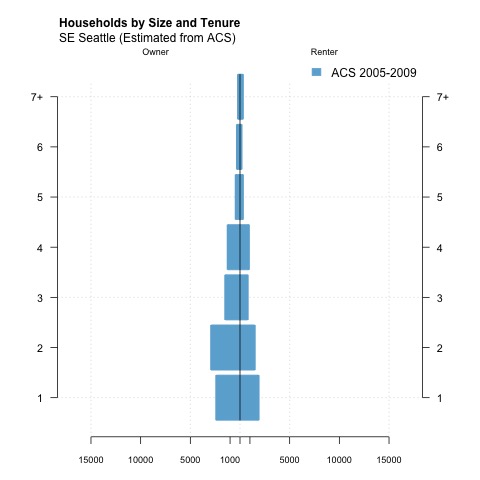 Households by Size and Tenure
SE Seattle (Estimated from ACS)
Owner Renter
ACS 2005-2009
7+ 7+
6 6
5 5
4 4
3 3
2 2
1 1
15000 10000 5000 1000 5000 10000 15000